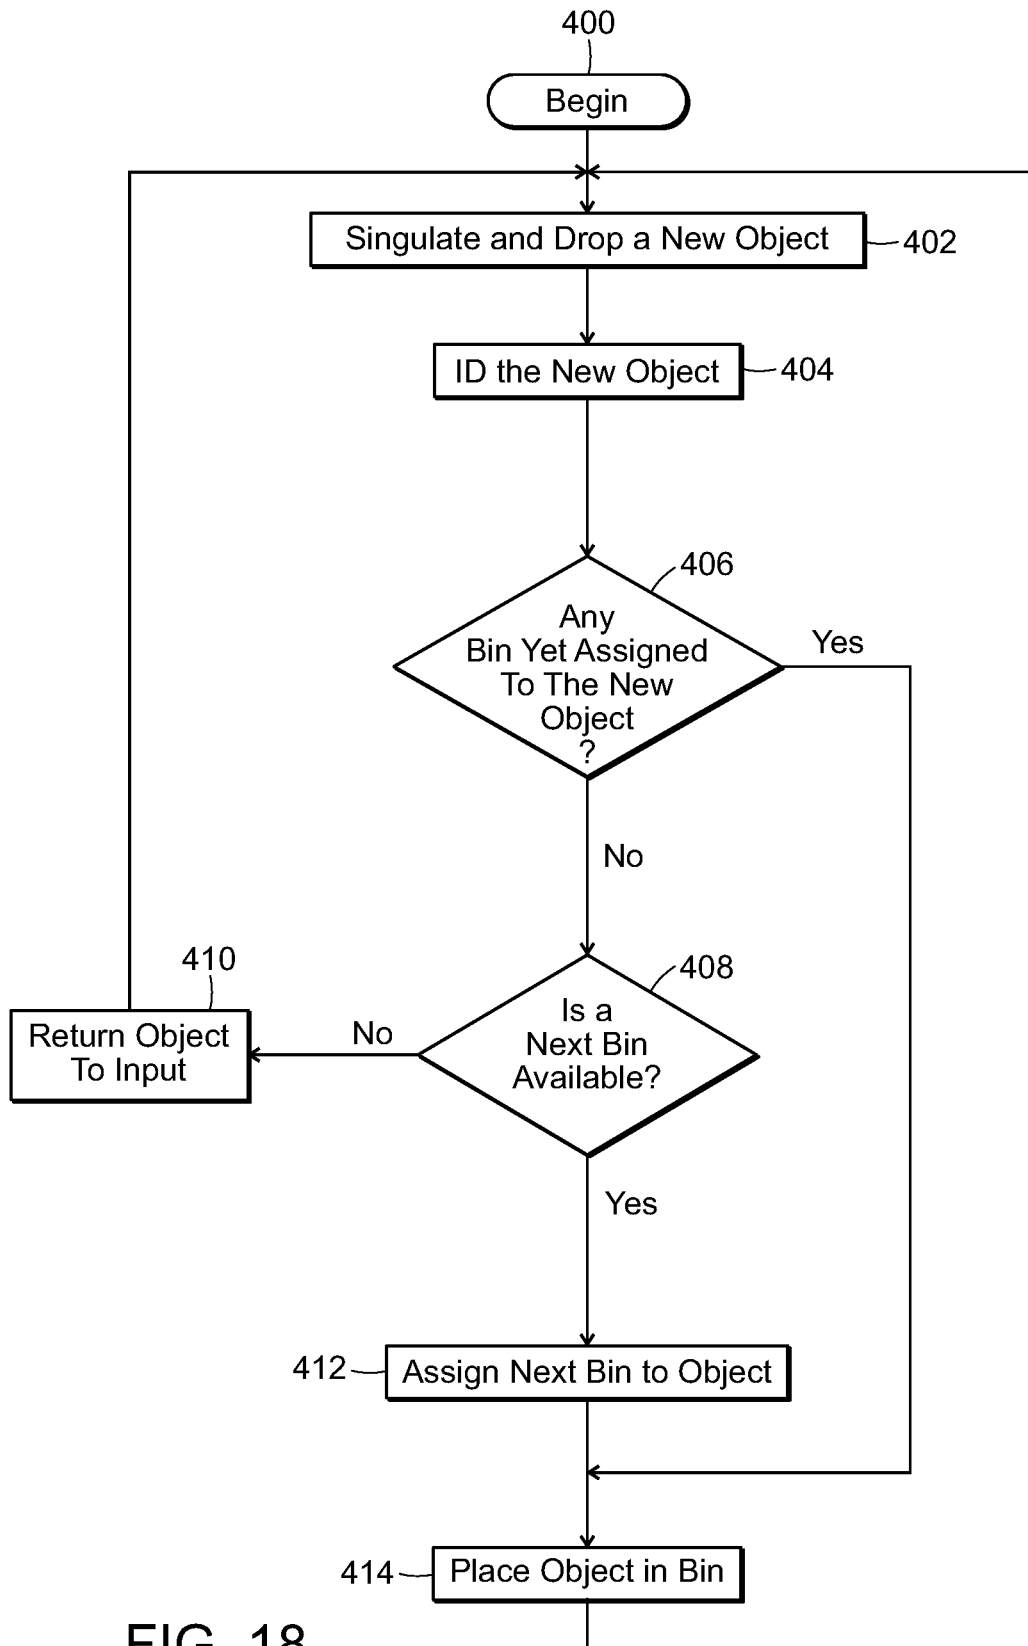 400
Begin
Singulate and Drop a New Object
402
ID the New Object
404
406
Any
Bin Yet Assigned
To The New
Object
?
Yes
No
410
408
Return Object
To Input
No
Is a
Next Bin
Available?
Yes
412
Assign Next Bin to Object
414
Place Object in Bin
FIG. 18